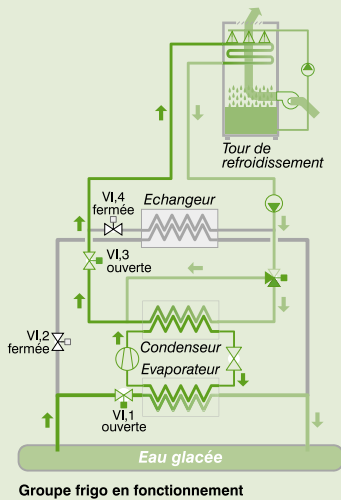 Tour de
refroidissement
VI,4
fermée
Echangeur
VI,3
ouverte
VI,2
fermée
Condenseur
Evaporateur
VI,1
ouverte
Eau glacée
Groupe frigo en fonctionnement